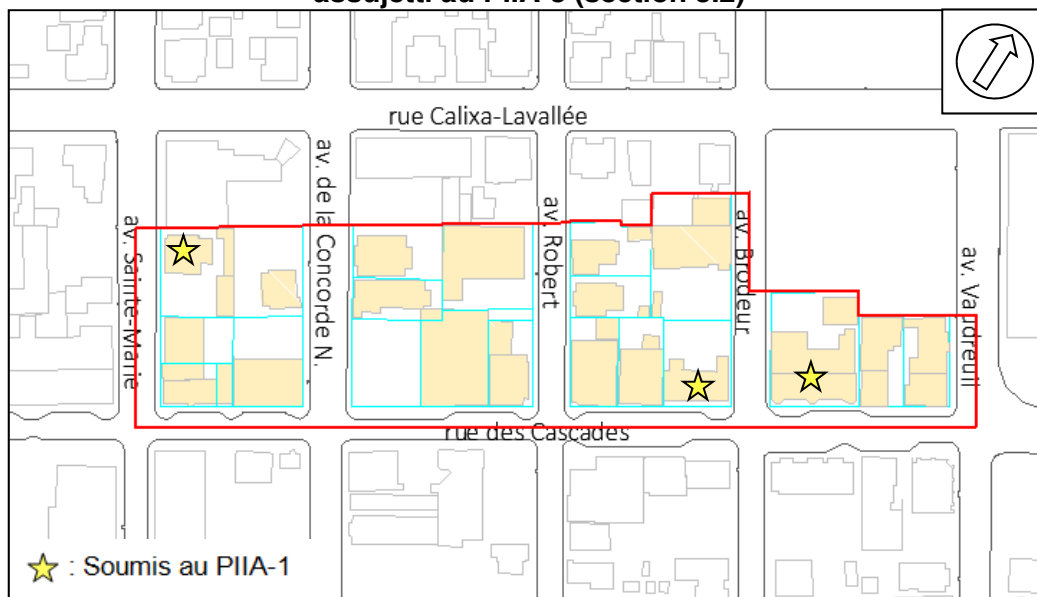 assujetti au PIIA-3 (section 3.2)
rue Calixa-Lavallée
av. Sainte-Marie
av. de la Concorde N.
av. Robert
av. Brodeur
av. Vaudreuil
rue des Cascades
: Soumis au PIIA-1